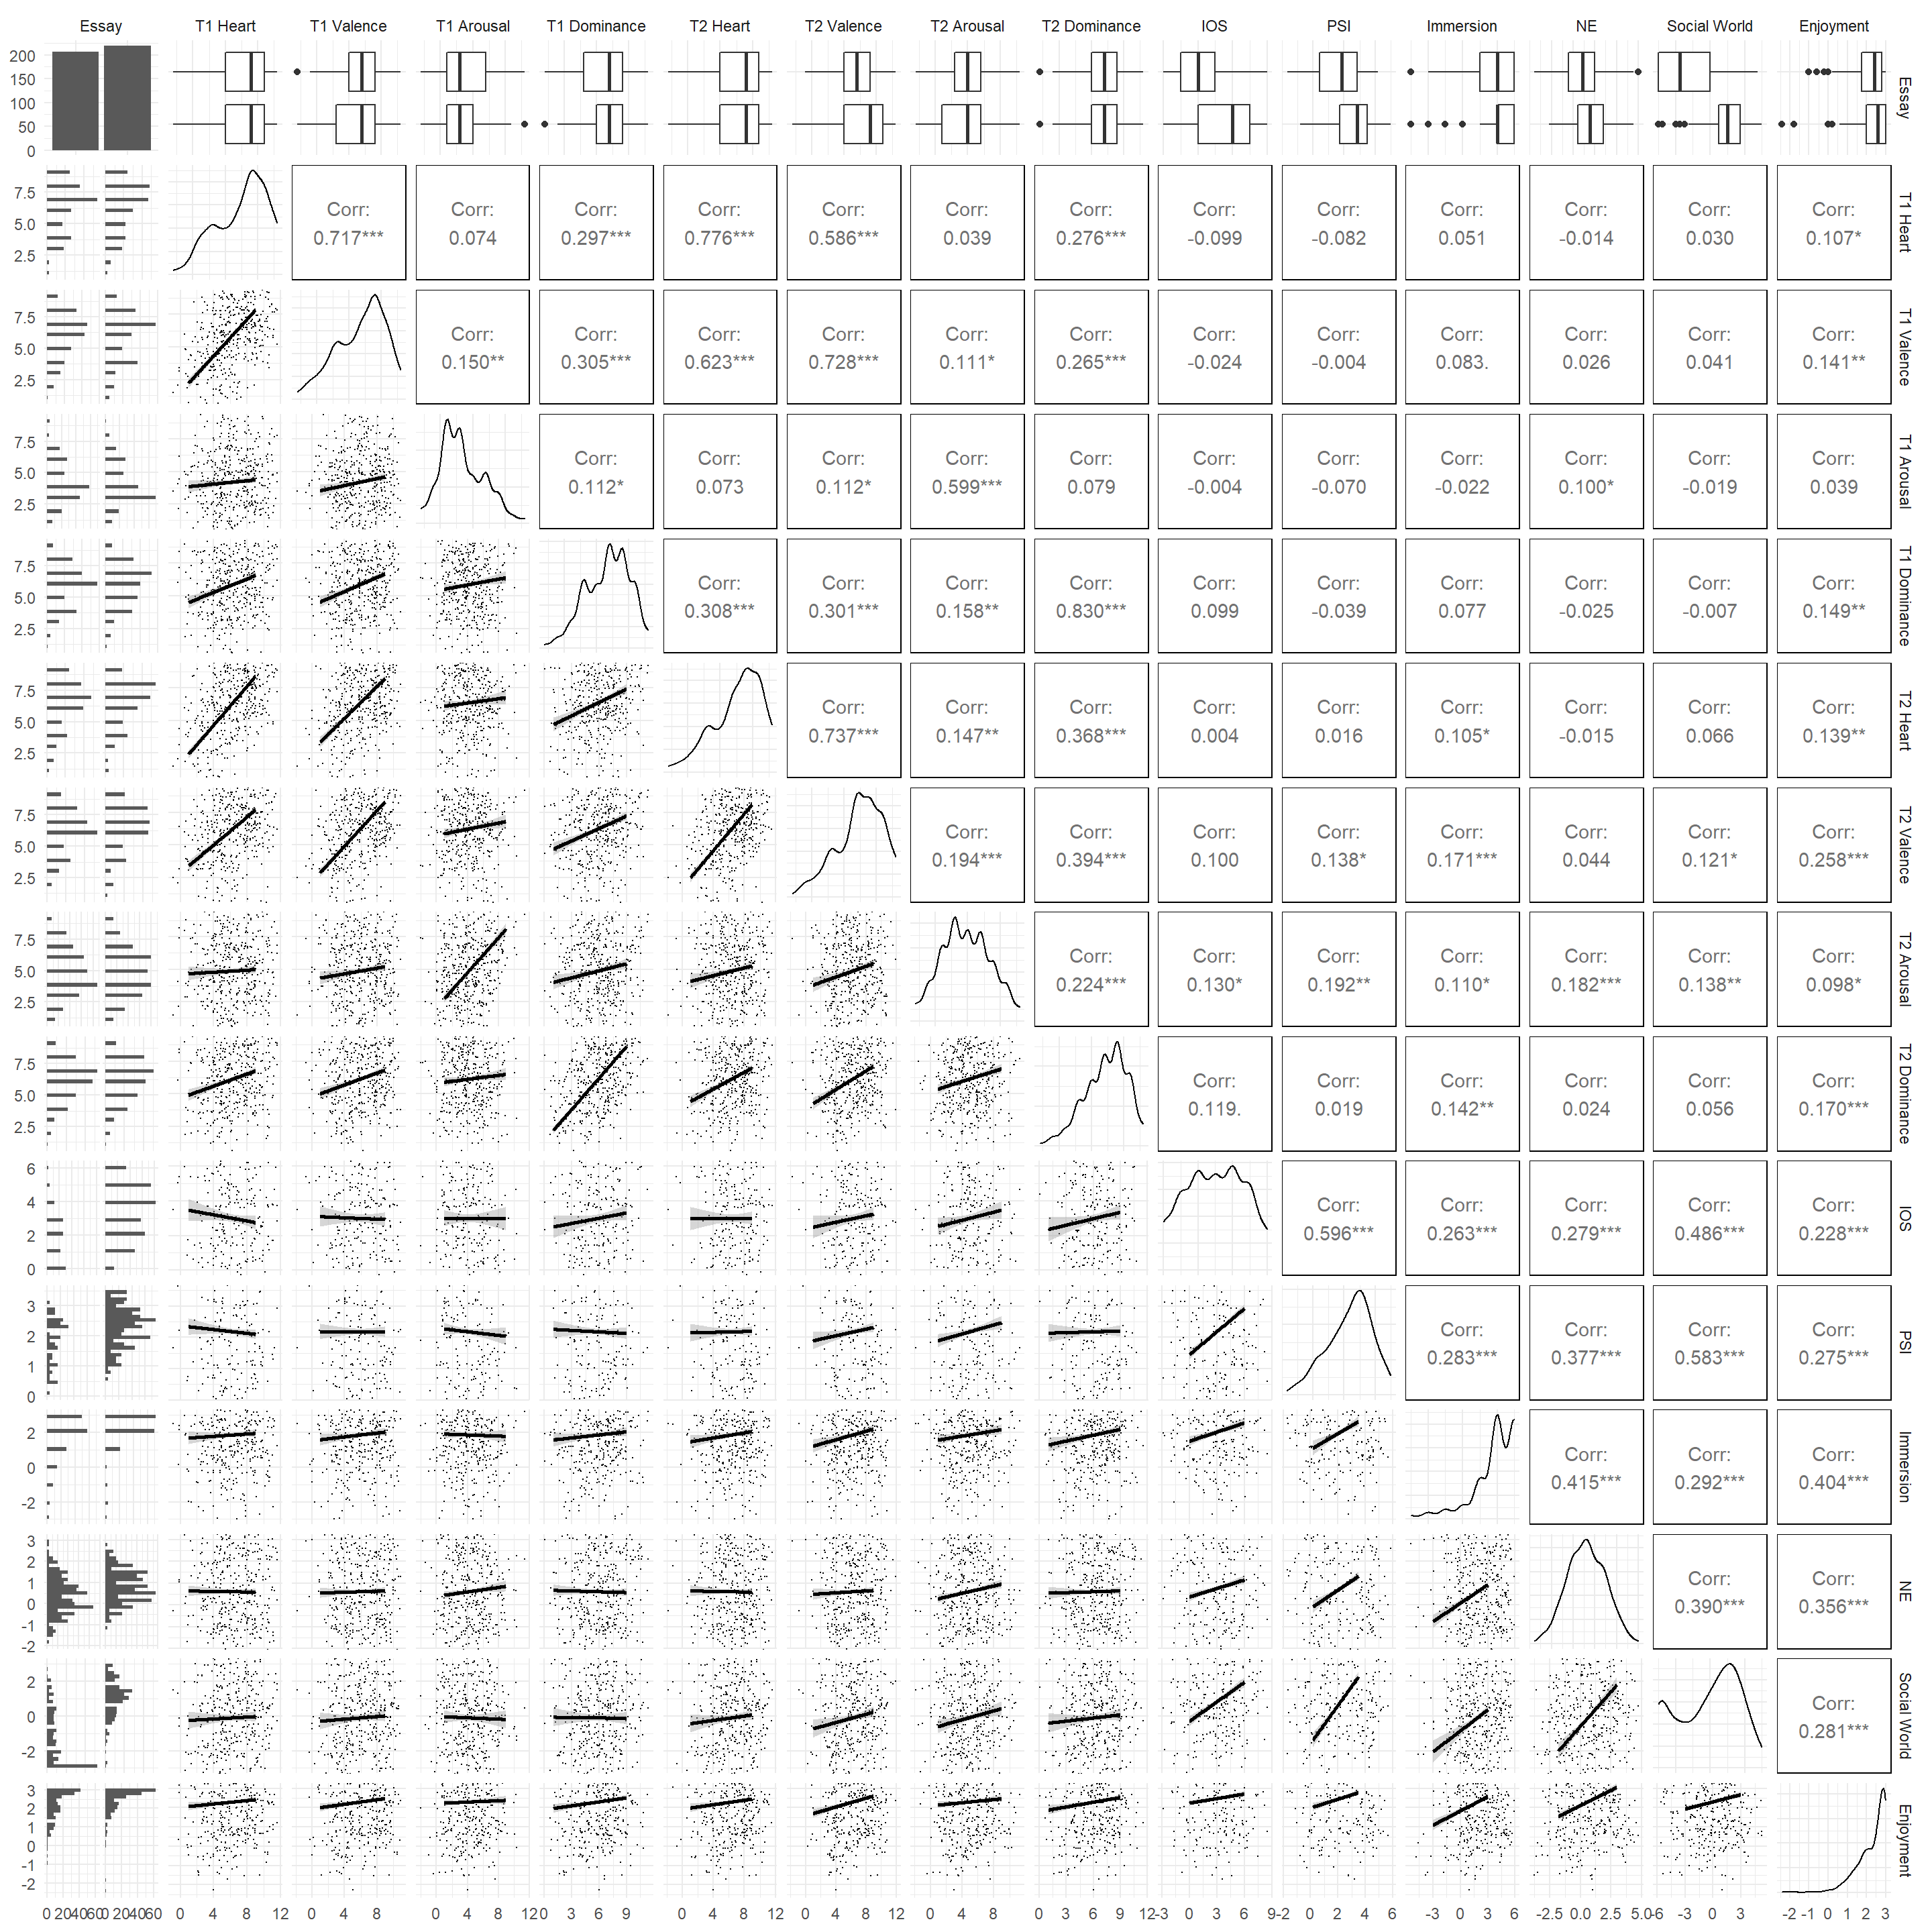 Essay T1 Heart T1 Valence T1 Arousal T1 Dominance T2 Heart T2 Valence T2 Arousal T2 Dominance IOS PSI Immersion NE Social World Enjoyment
200
150
100
50
0
Essay
7.5
5.0
2.5
Corr: Corr: Corr: Corr: Corr: Corr: Corr: Corr: Corr: Corr: Corr: Corr: Corr:
0.717*** 0.074 0.297*** 0.776*** 0.586*** 0.039 0.276*** -0.099 -0.082 0.051 -0.014 0.030 0.107*
T1 Heart
7.5
5.0
2.5
Corr: Corr: Corr: Corr: Corr: Corr: Corr: Corr: Corr: Corr: Corr: Corr:
0.150** 0.305*** 0.623*** 0.728*** 0.111* 0.265*** -0.024 -0.004 0.083. 0.026 0.041 0.141**
T1 Valence
7.5
5.0
2.5
Corr: Corr: Corr: Corr: Corr: Corr: Corr: Corr: Corr: Corr: Corr:
0.112* 0.073 0.112* 0.599*** 0.079 -0.004 -0.070 -0.022 0.100* -0.019 0.039
T1 Arousal
7.5
5.0
2.5
Corr: Corr: Corr: Corr: Corr: Corr: Corr: Corr: Corr: Corr:
0.308*** 0.301*** 0.158** 0.830*** 0.099 -0.039 0.077 -0.025 -0.007 0.149**
T1 Dominance
7.5
5.0
2.5
Corr: Corr: Corr: Corr: Corr: Corr: Corr: Corr: Corr:
0.737*** 0.147** 0.368*** 0.004 0.016 0.105* -0.015 0.066 0.139**
T2 Heart
7.5
5.0
2.5
Corr: Corr: Corr: Corr: Corr: Corr: Corr: Corr:
0.194*** 0.394*** 0.100 0.138* 0.171*** 0.044 0.121* 0.258***
T2 Valence
7.5
5.0
2.5
Corr: Corr: Corr: Corr: Corr: Corr: Corr:
0.224*** 0.130* 0.192** 0.110* 0.182*** 0.138** 0.098*
T2 Arousal
7.5
5.0
2.5
Corr: Corr: Corr: Corr: Corr: Corr:
0.119. 0.019 0.142** 0.024 0.056 0.170***
T2 Dominance
6
4
2
0
Corr: Corr: Corr: Corr: Corr:
0.596*** 0.263*** 0.279*** 0.486*** 0.228***
IOS
3
2
1
0
Corr: Corr: Corr: Corr:
0.283*** 0.377*** 0.583*** 0.275***
PSI
2
0
-2
Corr: Corr: Corr:
0.415*** 0.292*** 0.404***
Immersion
3
2
1
0
-1
-2
Corr: Corr:
0.390*** 0.356***
NE
2
0
-2
Corr:
0.281***
Social World
3
2
1
0
-1
-2
Enjoyment
0 20 40 60 0 20 40 60 0 4 8 12 0 4 8 0 4 8 12 0 3 6 9 0 4 8 12 0 4 8 12 0 4 8 12 0 3 6 9 12 -3 0 3 6 9 -2 0 2 4 6 -3 0 3 6 -2.5 0.0 2.5 5.0 -6 -3 0 3 -2 -1 0 1 2 3